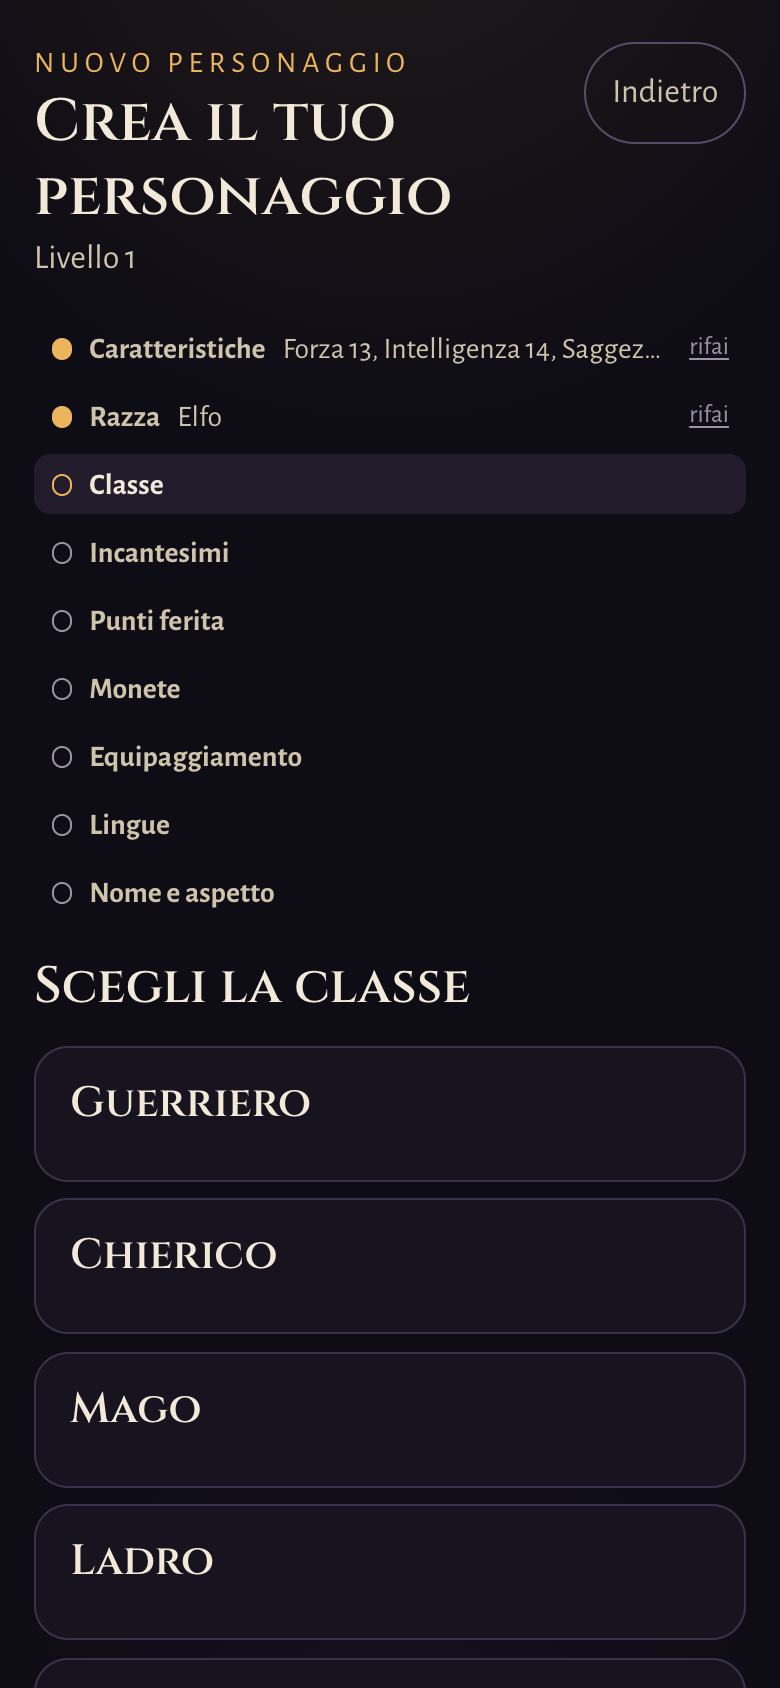 NUOVO PERSONAGGIO
Indietro
Crea il tuo
personaggio
Livello 1
Caratteristiche Forza 13, Intelligenza 14, Saggez... rifai
Razza Elfo rifai
Classe
Incantesimi
Punti ferita
Monete
Equipaggiamento
Lingue
Nome e aspetto
Scegli la classe
Guerriero
Chierico
Mago
Ladro